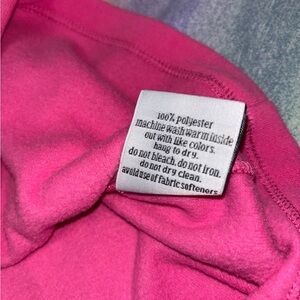 100% polyester
machine wash warm inside
out with like colors.
hang to dry.
do not bleach. do not iron.
do not dry clean.
avoid use of fabric softeners.